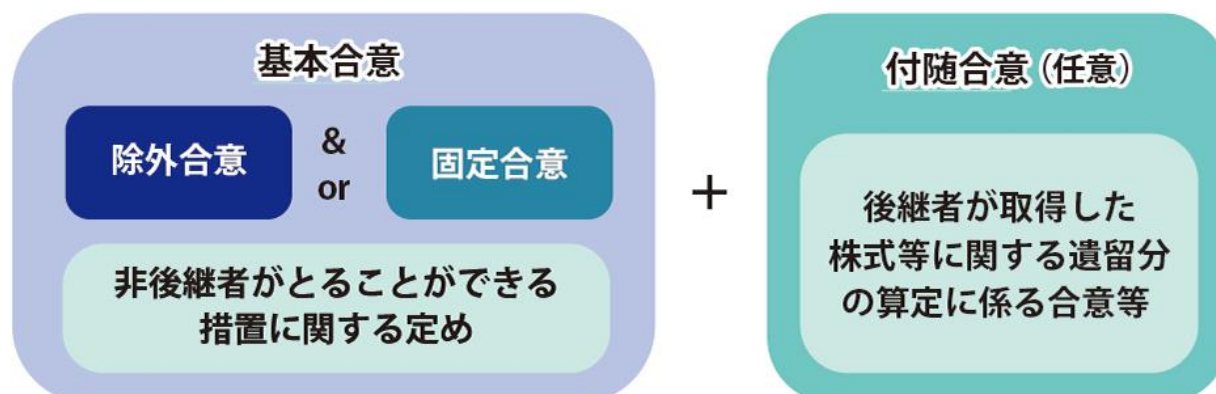 基本合意
除外合意
&
or
固定合意
非後継者がとることができる
措置に関する定め
+
付随合意（任意）
後継者が取得した
株式等に関する遺留分
の算定に係る合意等